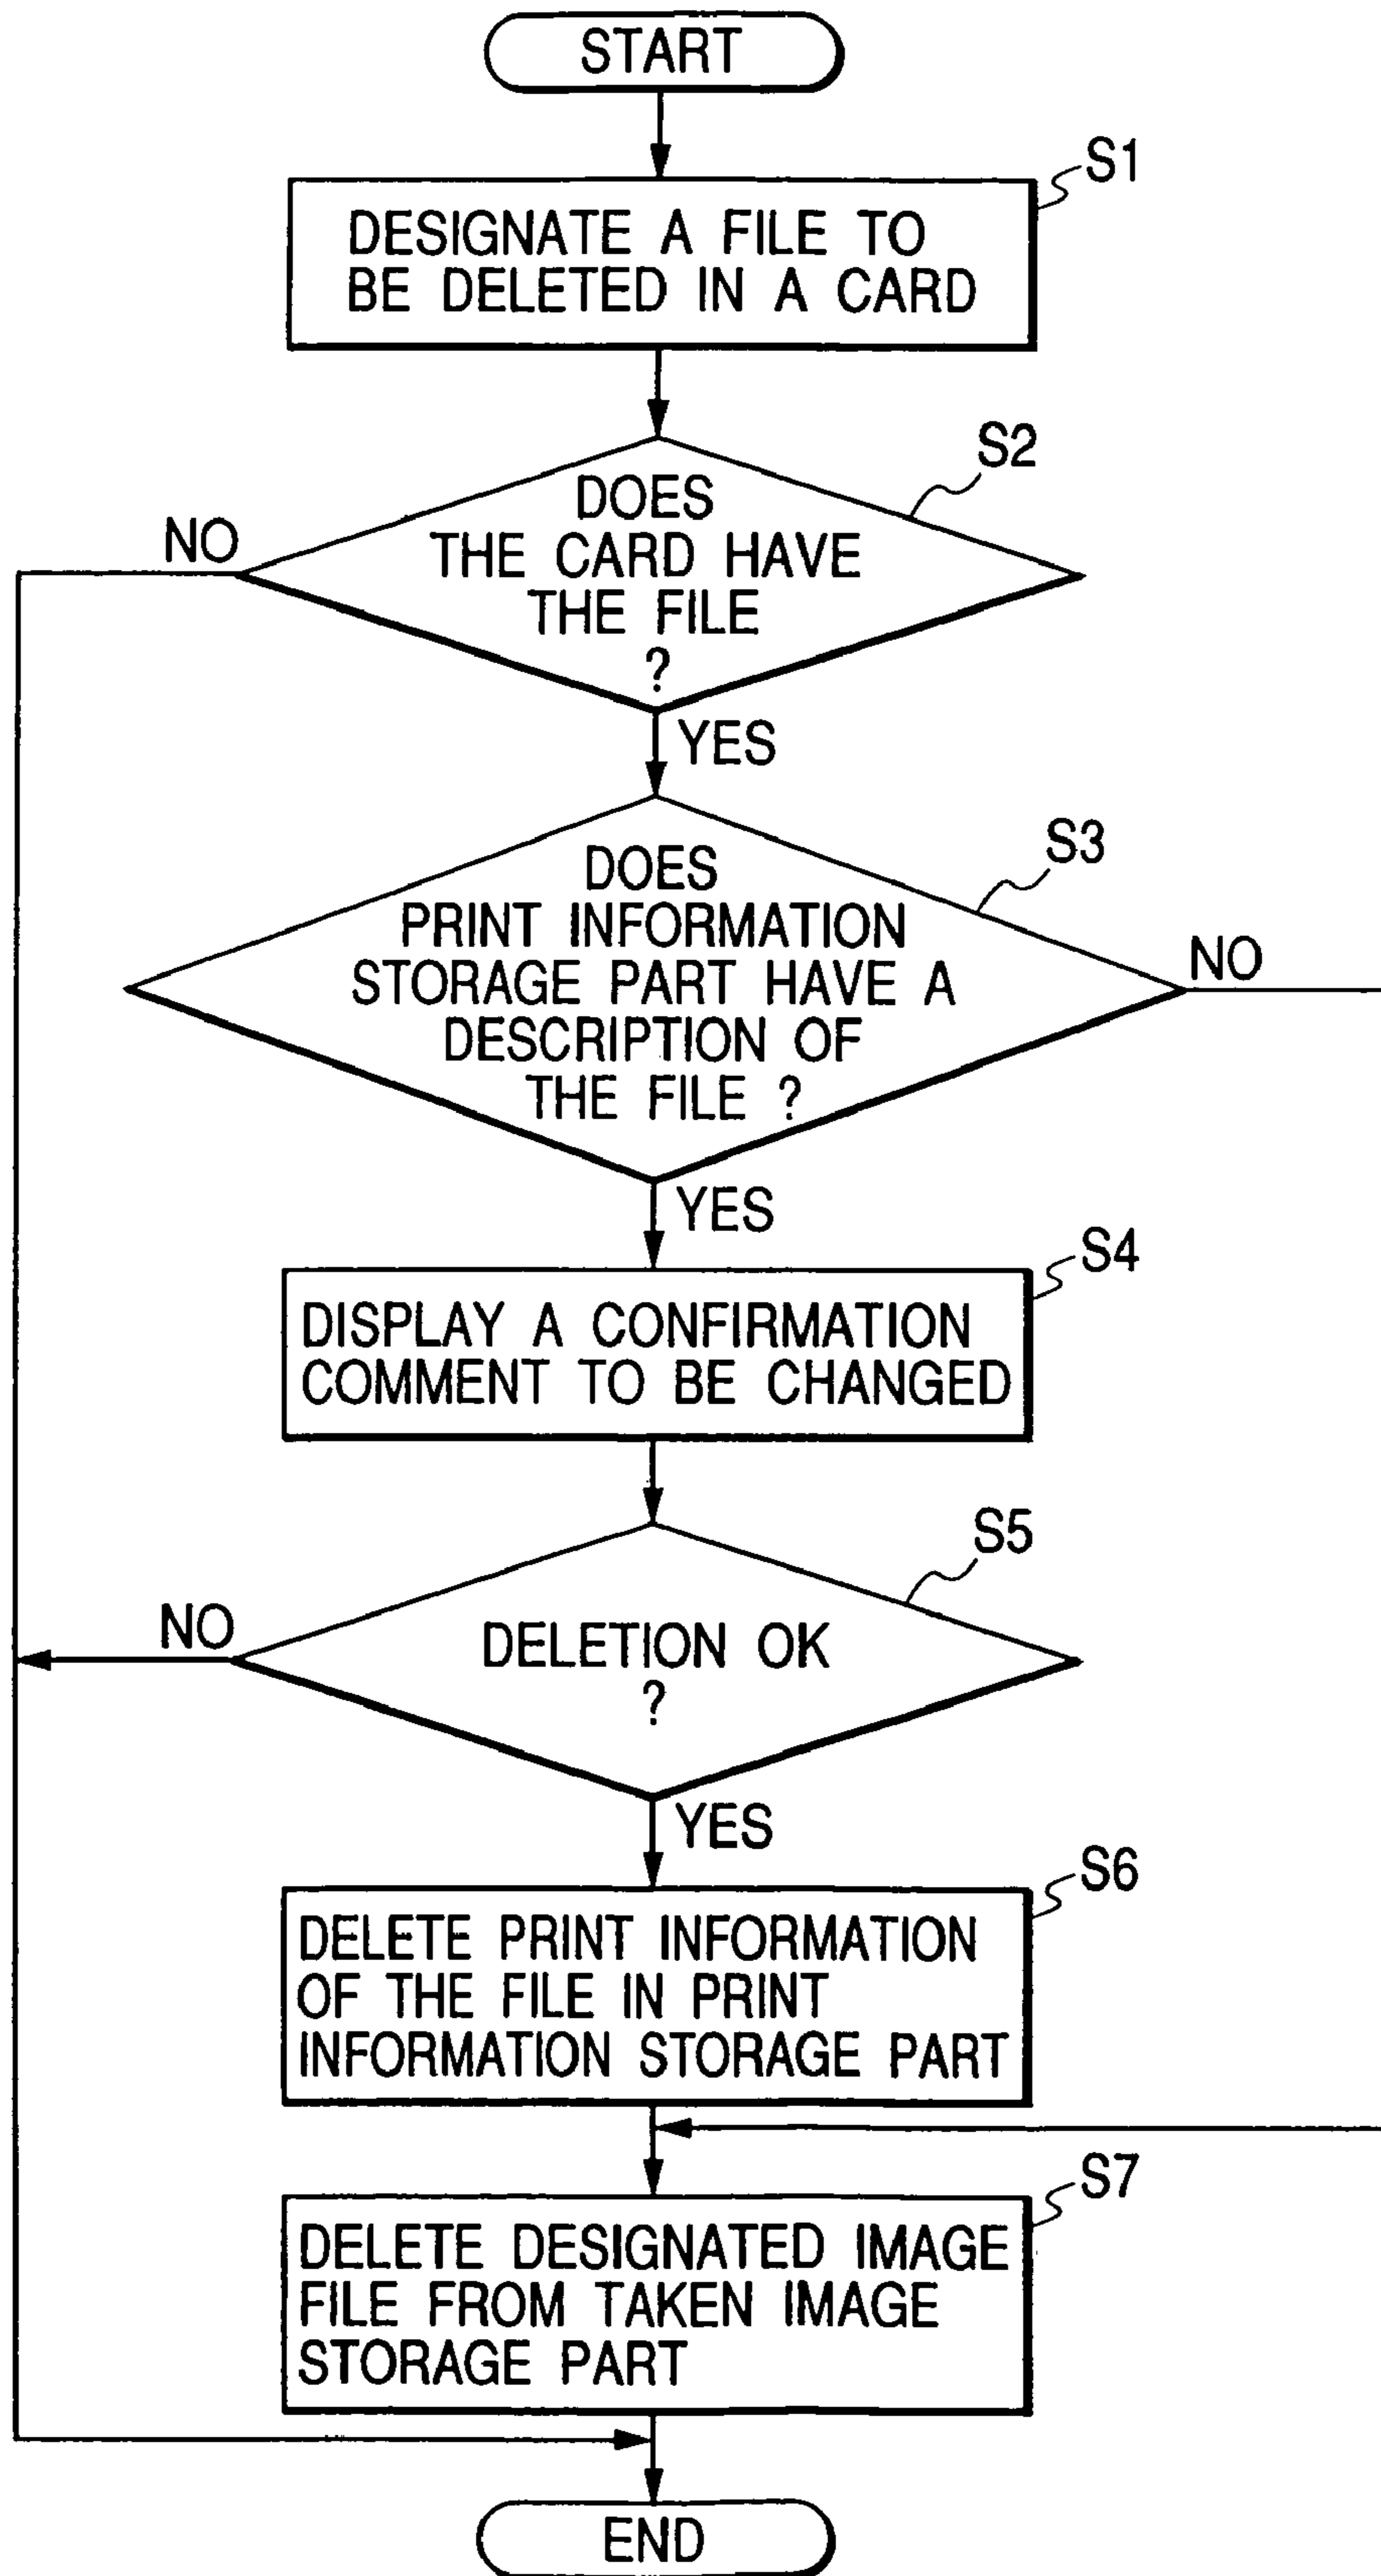 START
S1
DESIGNATE A FILE TO
BE DELETED IN A CARD
S2
DOES
THE CARD HAVE
THE FILE
?
NO
YES
S3
DOES
PRINT INFORMATION
STORAGE PART HAVE A
DESCRIPTION OF
THE FILE ?
NO
YES
S4
DISPLAY A CONFIRMATION
COMMENT TO BE CHANGED
S5
DELETION OK
?
NO
YES
S6
DELETE PRINT INFORMATION
OF THE FILE IN PRINT
INFORMATION STORAGE PART
S7
DELETE DESIGNATED IMAGE
FILE FROM TAKEN IMAGE
STORAGE PART
END